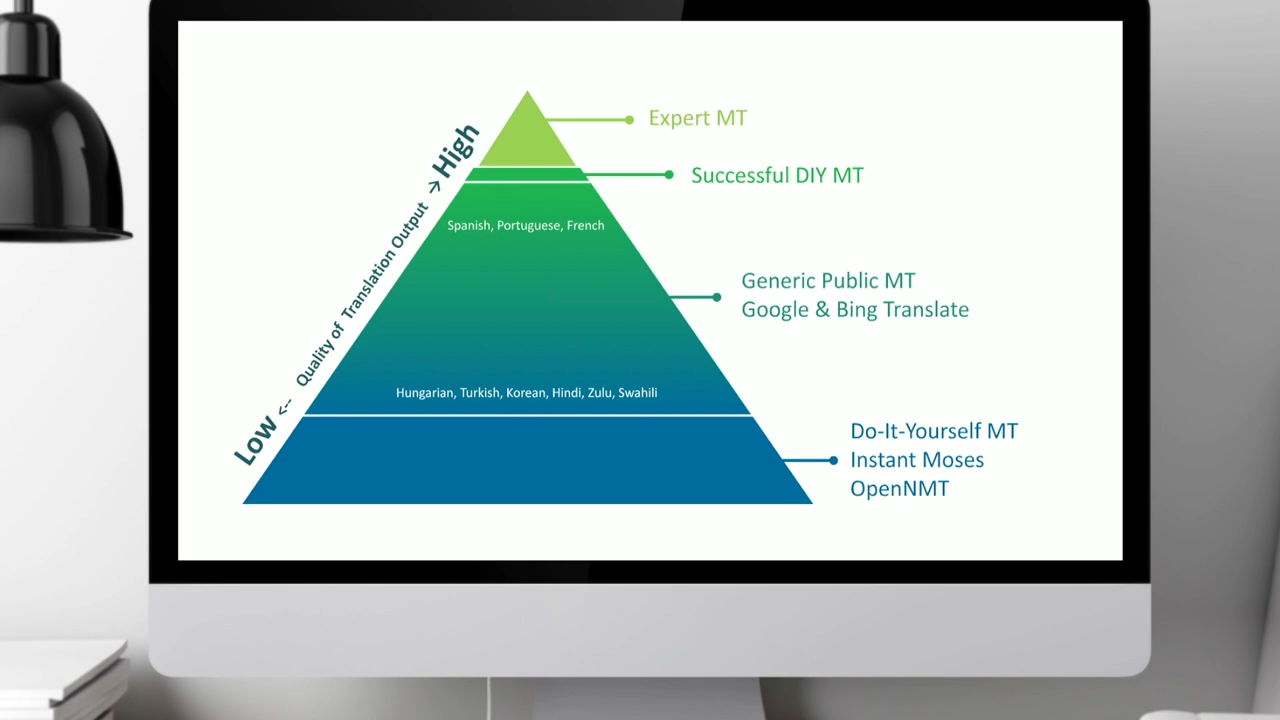 Expert MT
Successful DIY MT
Spanish, Portuguese, French
Generic Public MT
Google & Bing Translate
Hungarian, Turkish, Korean, Hindi, Zulu, Swahili
Do-It-Yourself MT
Instant Moses
OpenNMT
Low <-- Quality of Translation Output → High